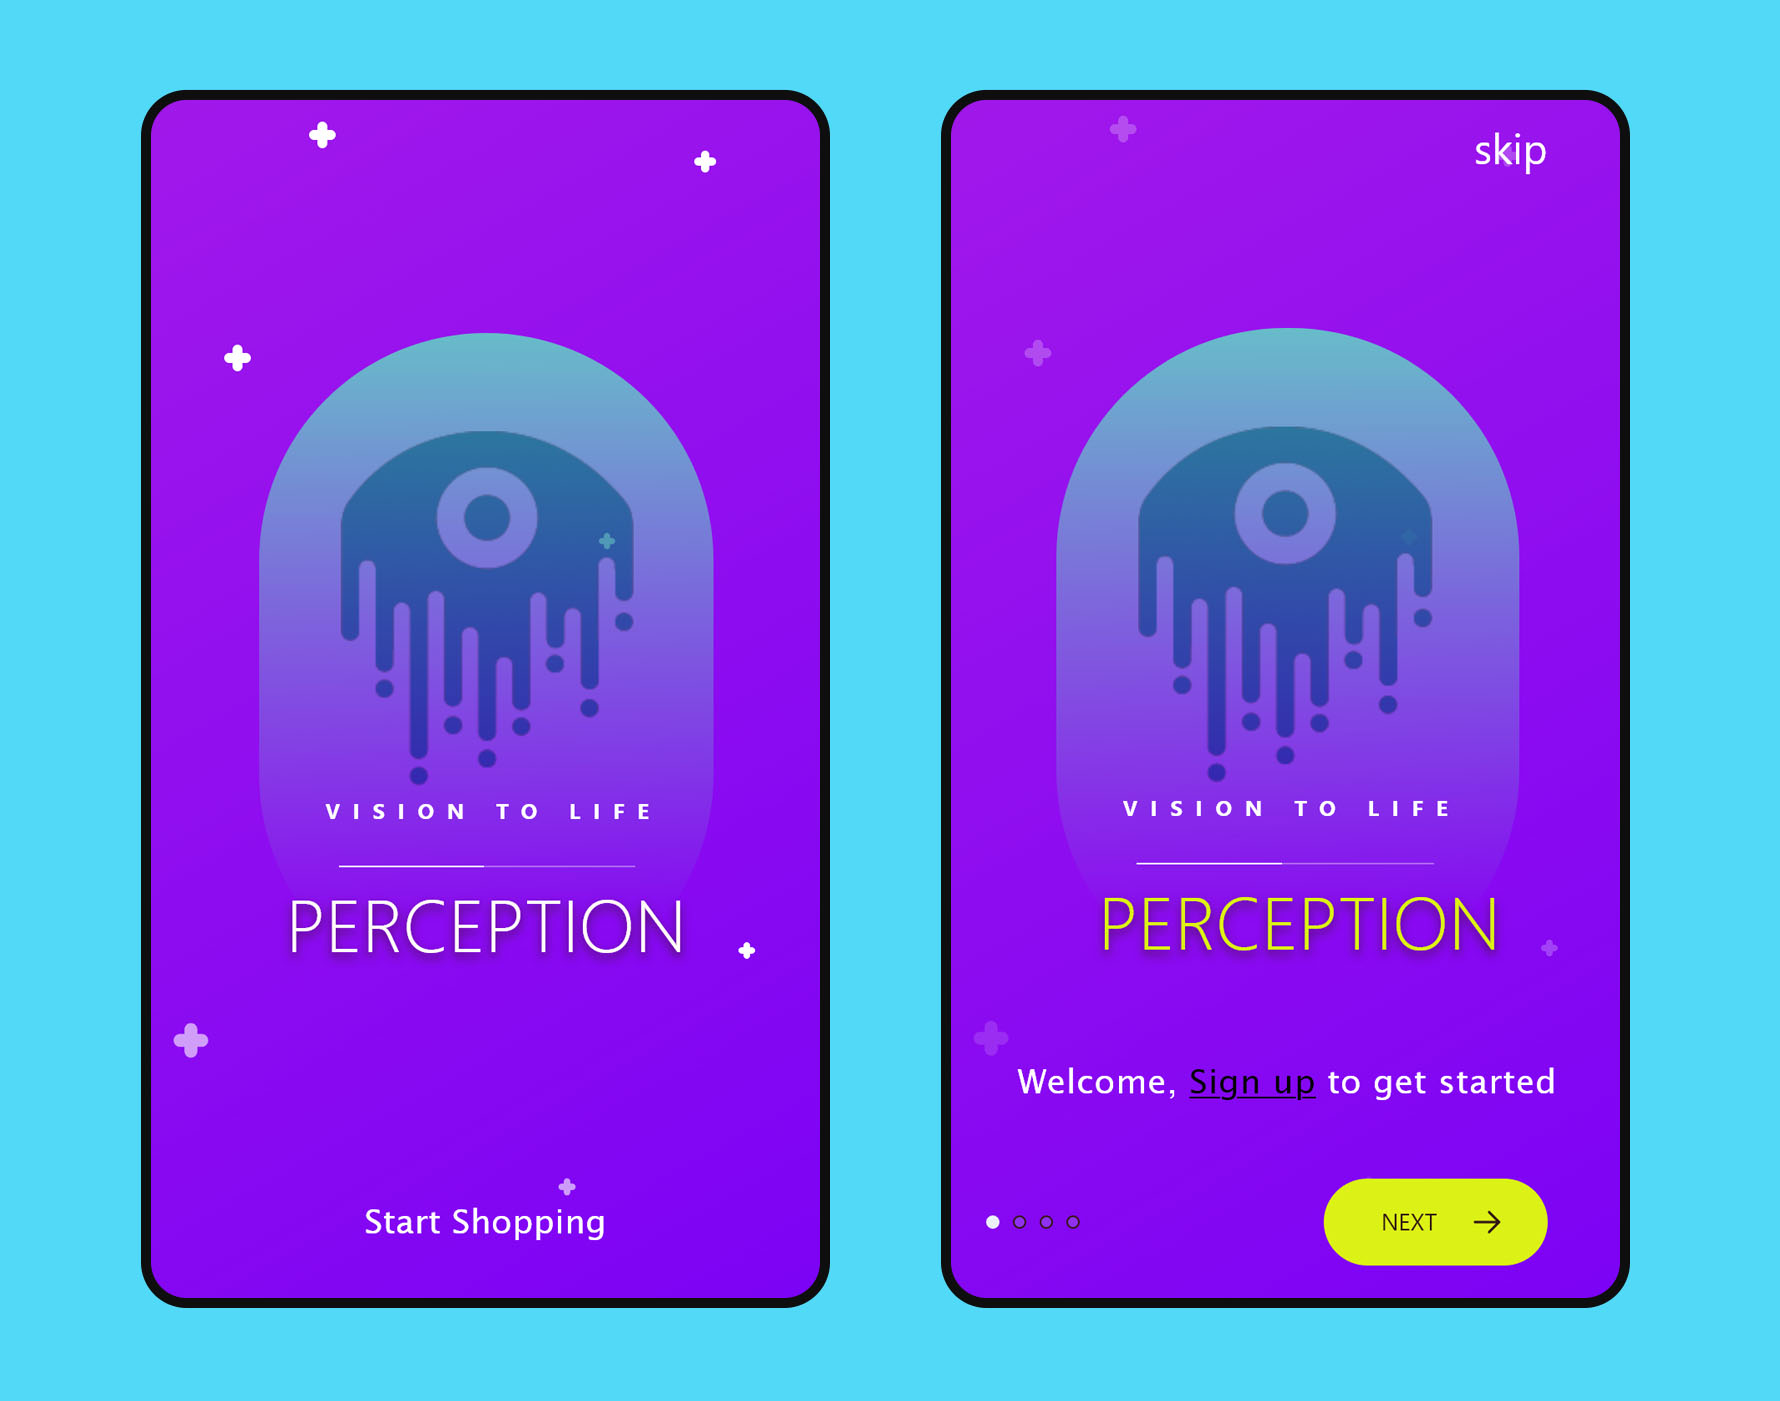 VISION TO LIFE
PERCEPTION
Start Shopping
skip
VISION TO LIFE
PERCEPTION
Welcome, Sign up to get started
NEXT